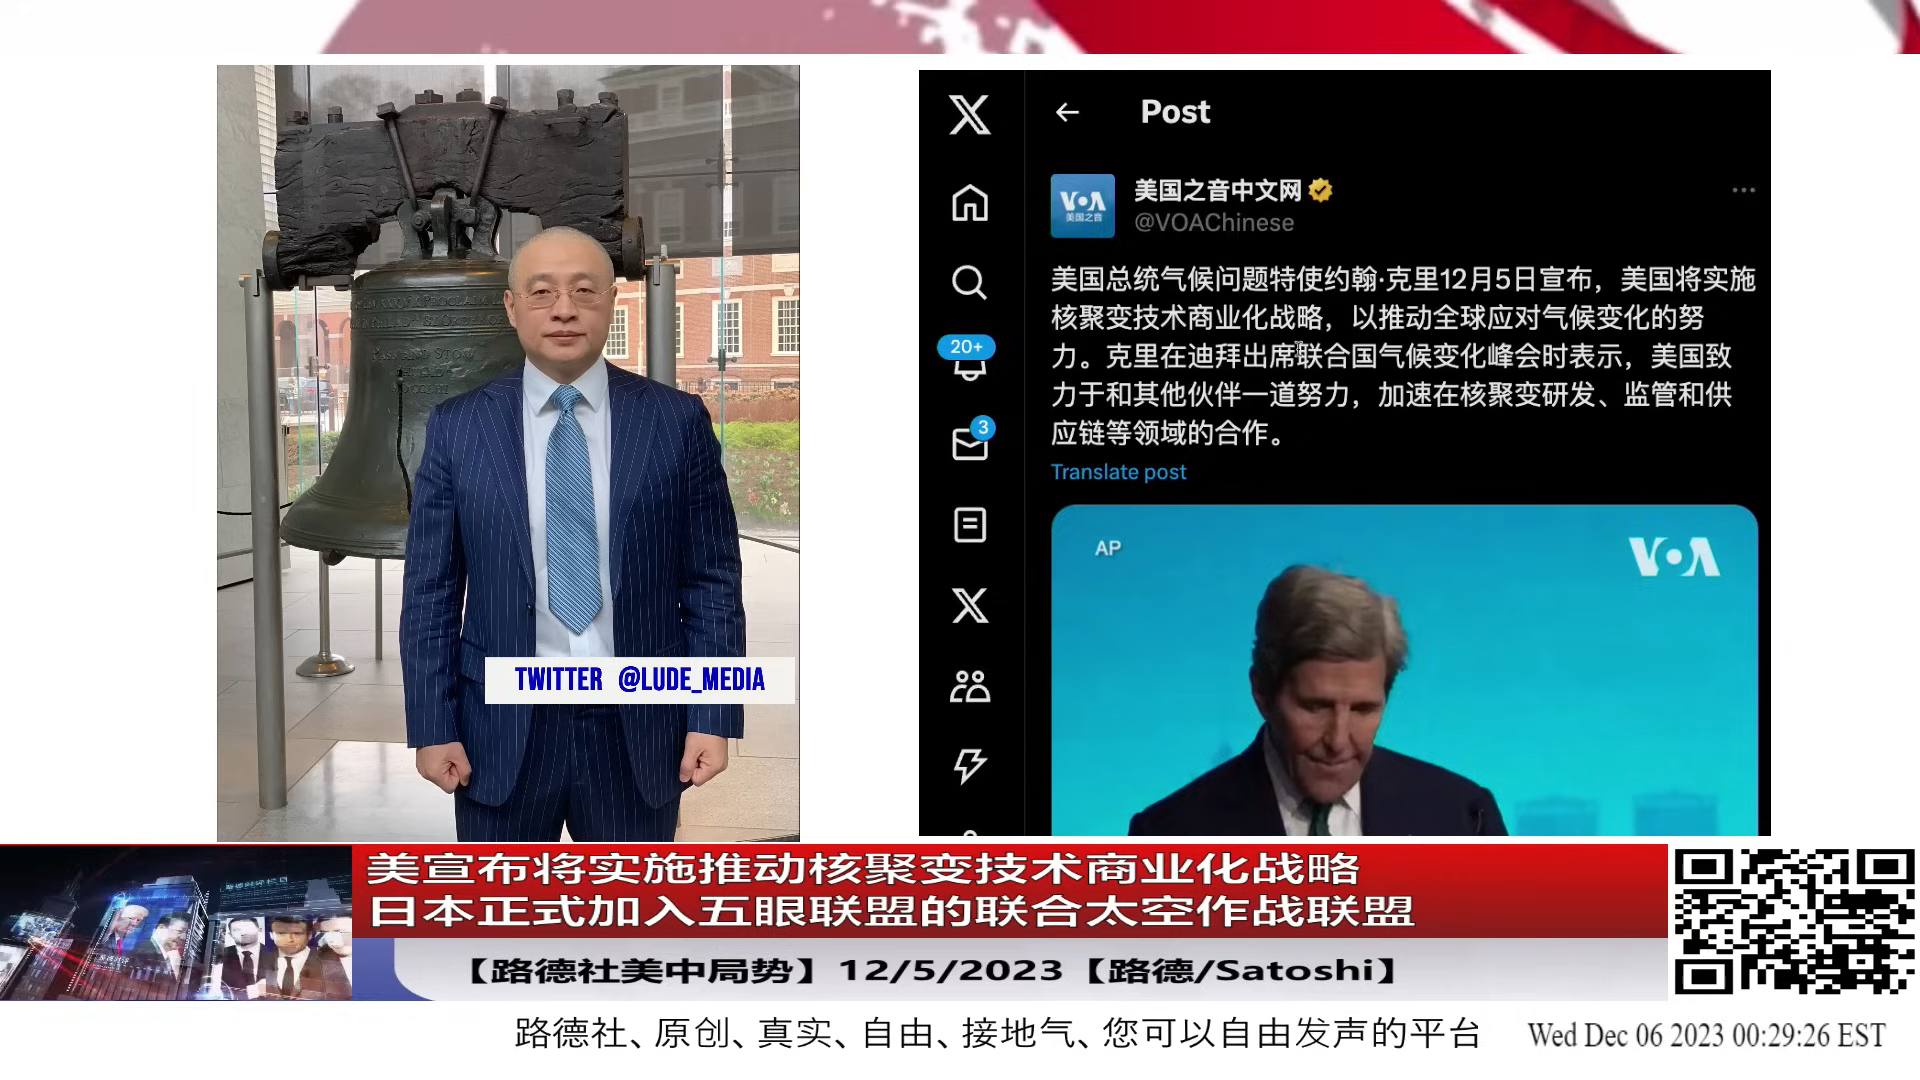 TWITTER @LUDE_MEDIA
PASS AND STOW
Post
VOA
美国之音
美国之音中文网
@VOAChinese
美国总统气候问题特使约翰·克里12月5日宣布，美国将实施
核聚变技术商业化战略，以推动全球应对气候变化的努
力。克里在迪拜出席联合国气候变化峰会时表示，美国致
力于和其他伙伴一道努力，加速在核聚变研发、监管和供
应链等领域的合作。
Translate post
20+
3
AP
VOA
美宣布将实施推动核聚变技术商业化战略
日本正式加入五眼联盟的联合太空作战联盟
【路德社美中局势】12/5/2023【路德/Satoshi】
路德社、原创、真实、自由、接地气、您可以自由发声的平台
Wed Dec 06 2023 00:29:26 EST